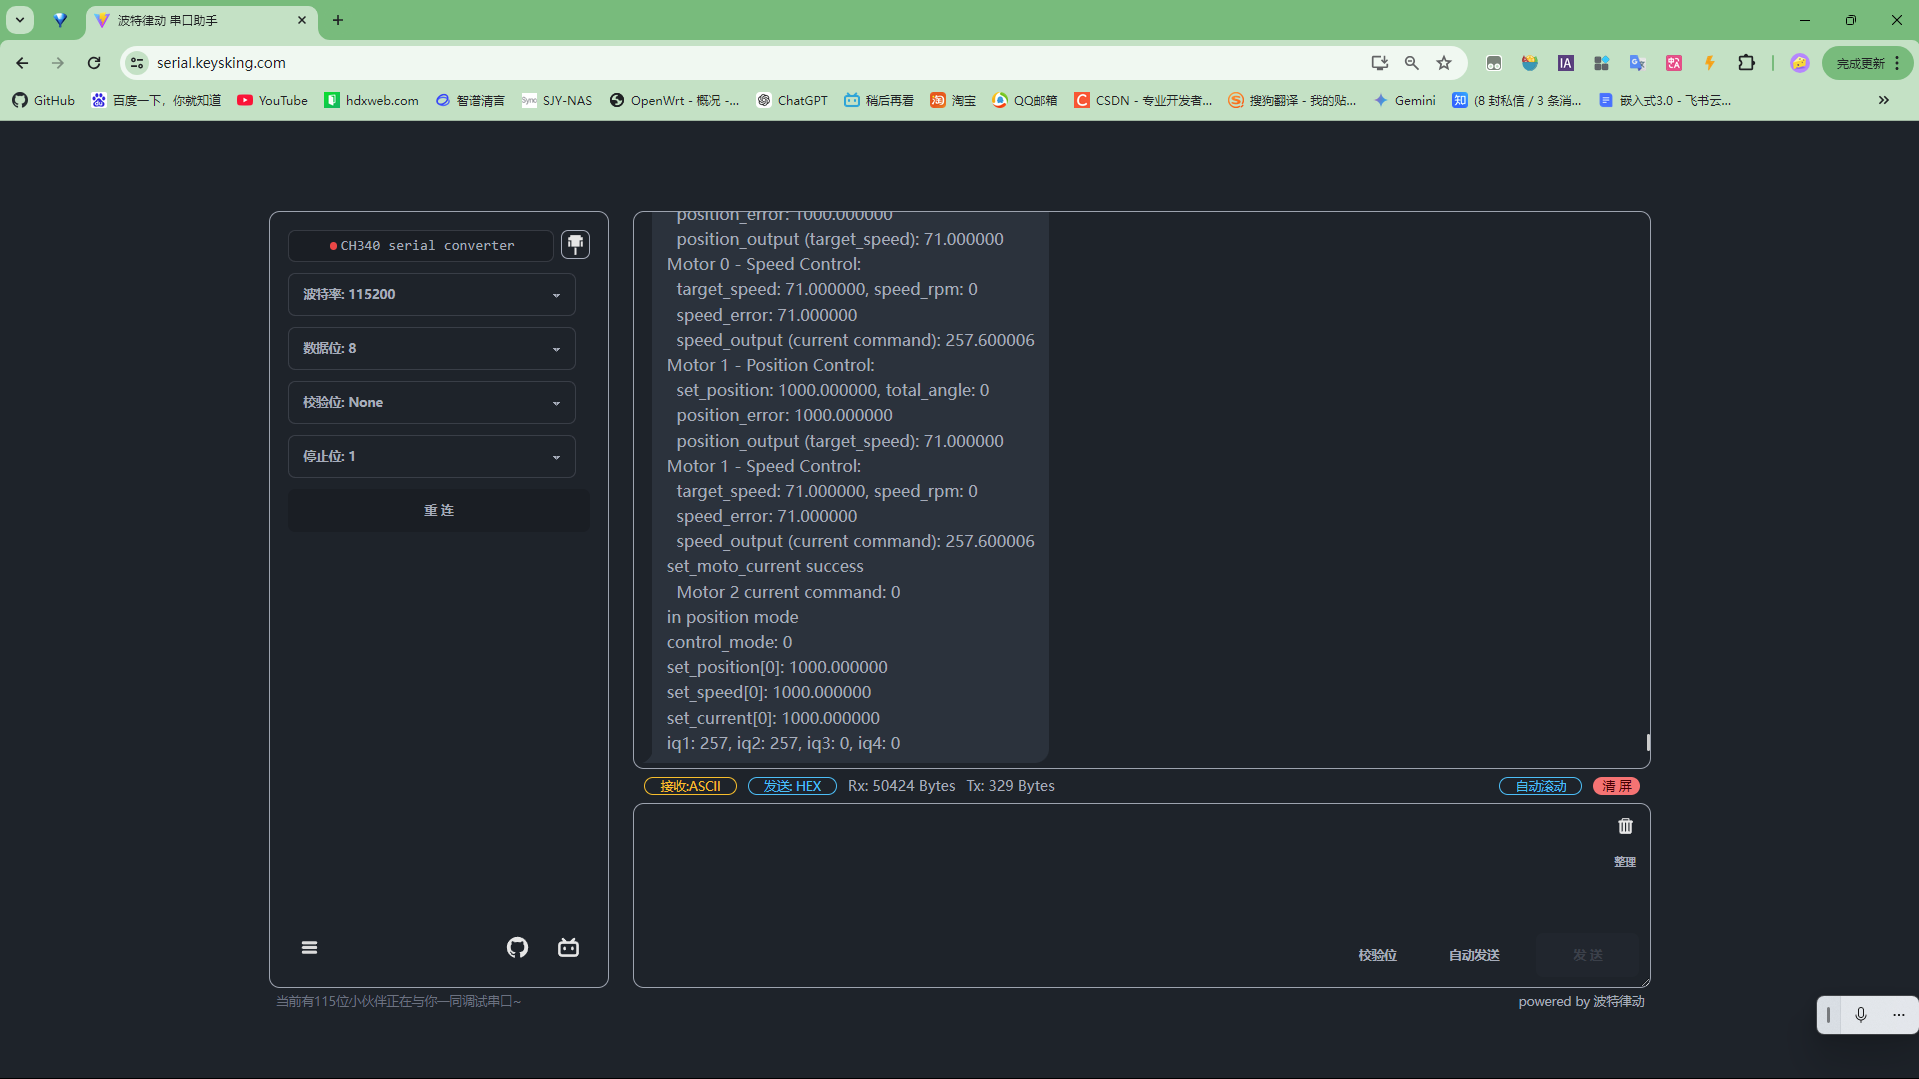 波特律动 串口助手
serial.keysking.com
完成更新
GitHub
百度一下，你就知道
YouTube
hdxweb.com
智谱清言
SJY-NAS
OpenWrt - 概况 -...
ChatGPT
稍后再看
淘宝
QQ邮箱
CSDN - 专业开发者...
搜狗翻译 - 我的贴...
Gemini
(8 封私信 / 3 条消...
嵌入式3.0 - 飞书云...
CH340 serial converter
波特率: 115200
数据位: 8
校验位: None
停止位: 1
重 连
position_error: 1000.000000
position_output (target_speed): 71.000000
Motor 0 - Speed Control:
target_speed: 71.000000, speed_rpm: 0
speed_error: 71.000000
speed_output (current command): 257.600006
Motor 1 - Position Control:
set_position: 1000.000000, total_angle: 0
position_error: 1000.000000
position_output (target_speed): 71.000000
Motor 1 - Speed Control:
target_speed: 71.000000, speed_rpm: 0
speed_error: 71.000000
speed_output (current command): 257.600006
set_moto_current success
Motor 2 current command: 0
in position mode
control_mode: 0
set_position[0]: 1000.000000
set_speed[0]: 1000.000000
set_current[0]: 1000.000000
iq1: 257, iq2: 257, iq3: 0, iq4: 0
接收:ASCII
发送: HEX
Rx: 50424 Bytes
Tx: 329 Bytes
自动滚动
清 屏
整理
校验位
自动发送
发 送
当前有115位小伙伴正在与你一同调试串口~
powered by 波特律动